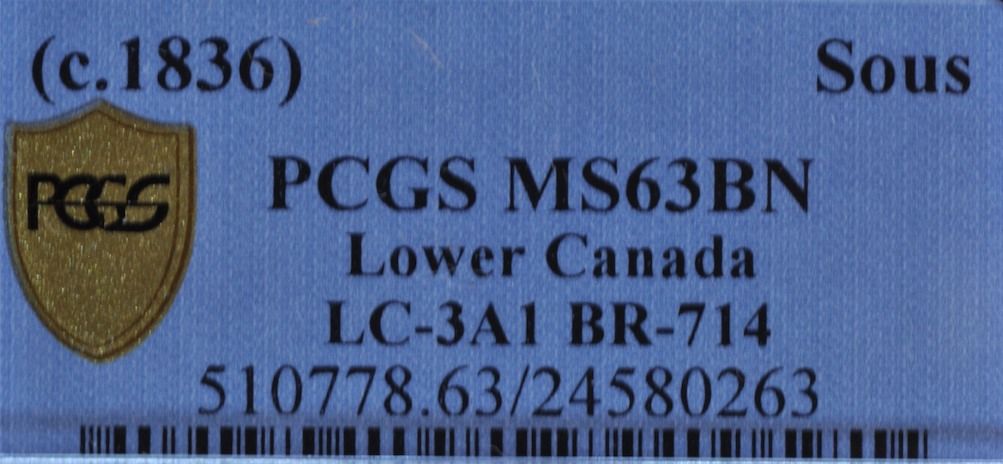 (c.1836) Sous
PCGS
PCGS MS63BN
Lower Canada
LC-3A1 BR-714
510778.63/24580263